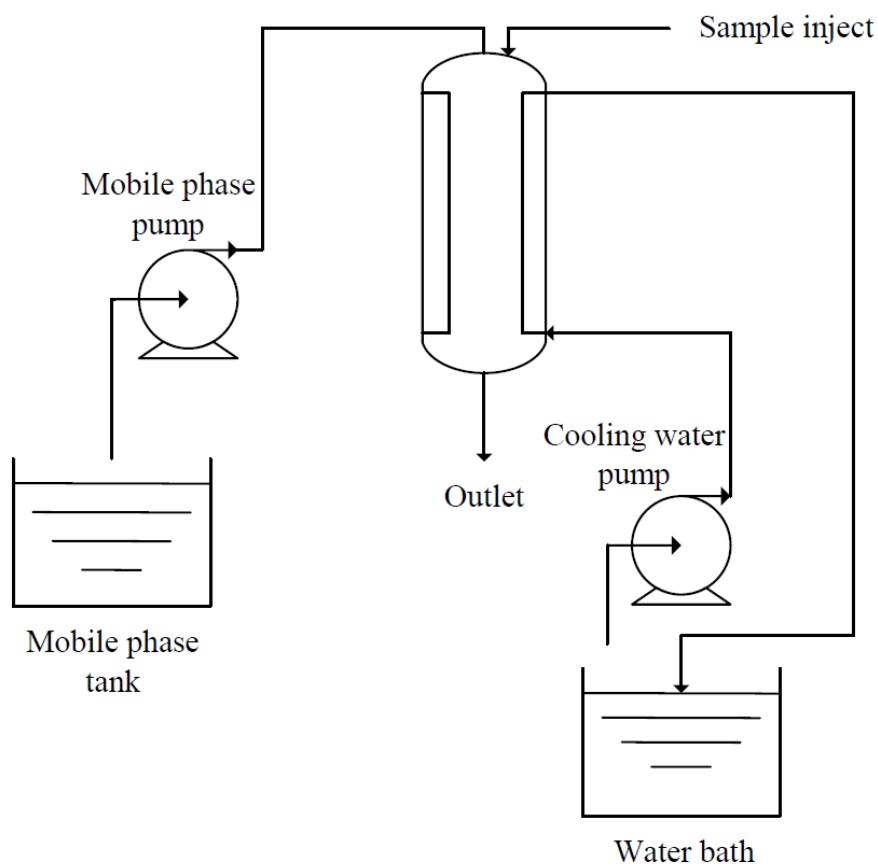 Sample inject
Mobile phase
pump
Cooling water
pump
Outlet
Mobile phase
tank
Water bath